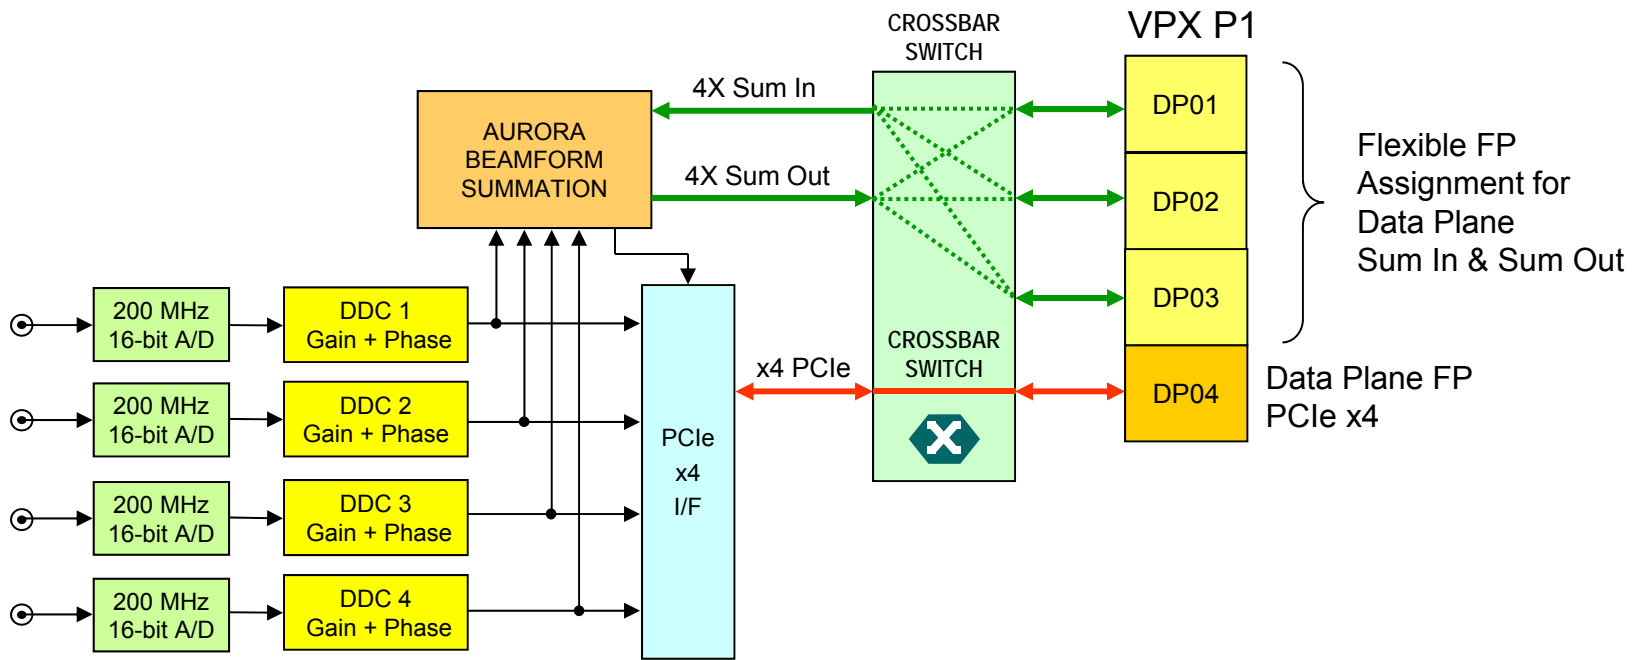 CROSSBAR
SWITCH
VPX P1
4X Sum In
AURORA
BEAMFORM
SUMMATION
4X Sum Out
DP01
DP02
DP03
DP04
Flexible FP
Assignment for
Data Plane
Sum In & Sum Out
200 MHz
16-bit A/D
DDC 1
Gain + Phase
200 MHz
16-bit A/D
DDC 2
Gain + Phase
200 MHz
16-bit A/D
DDC 3
Gain + Phase
200 MHz
16-bit A/D
DDC 4
Gain + Phase
PCIe
x4
I/F
x4 PCIe
CROSSBAR
SWITCH
Data Plane FP
PCIe x4